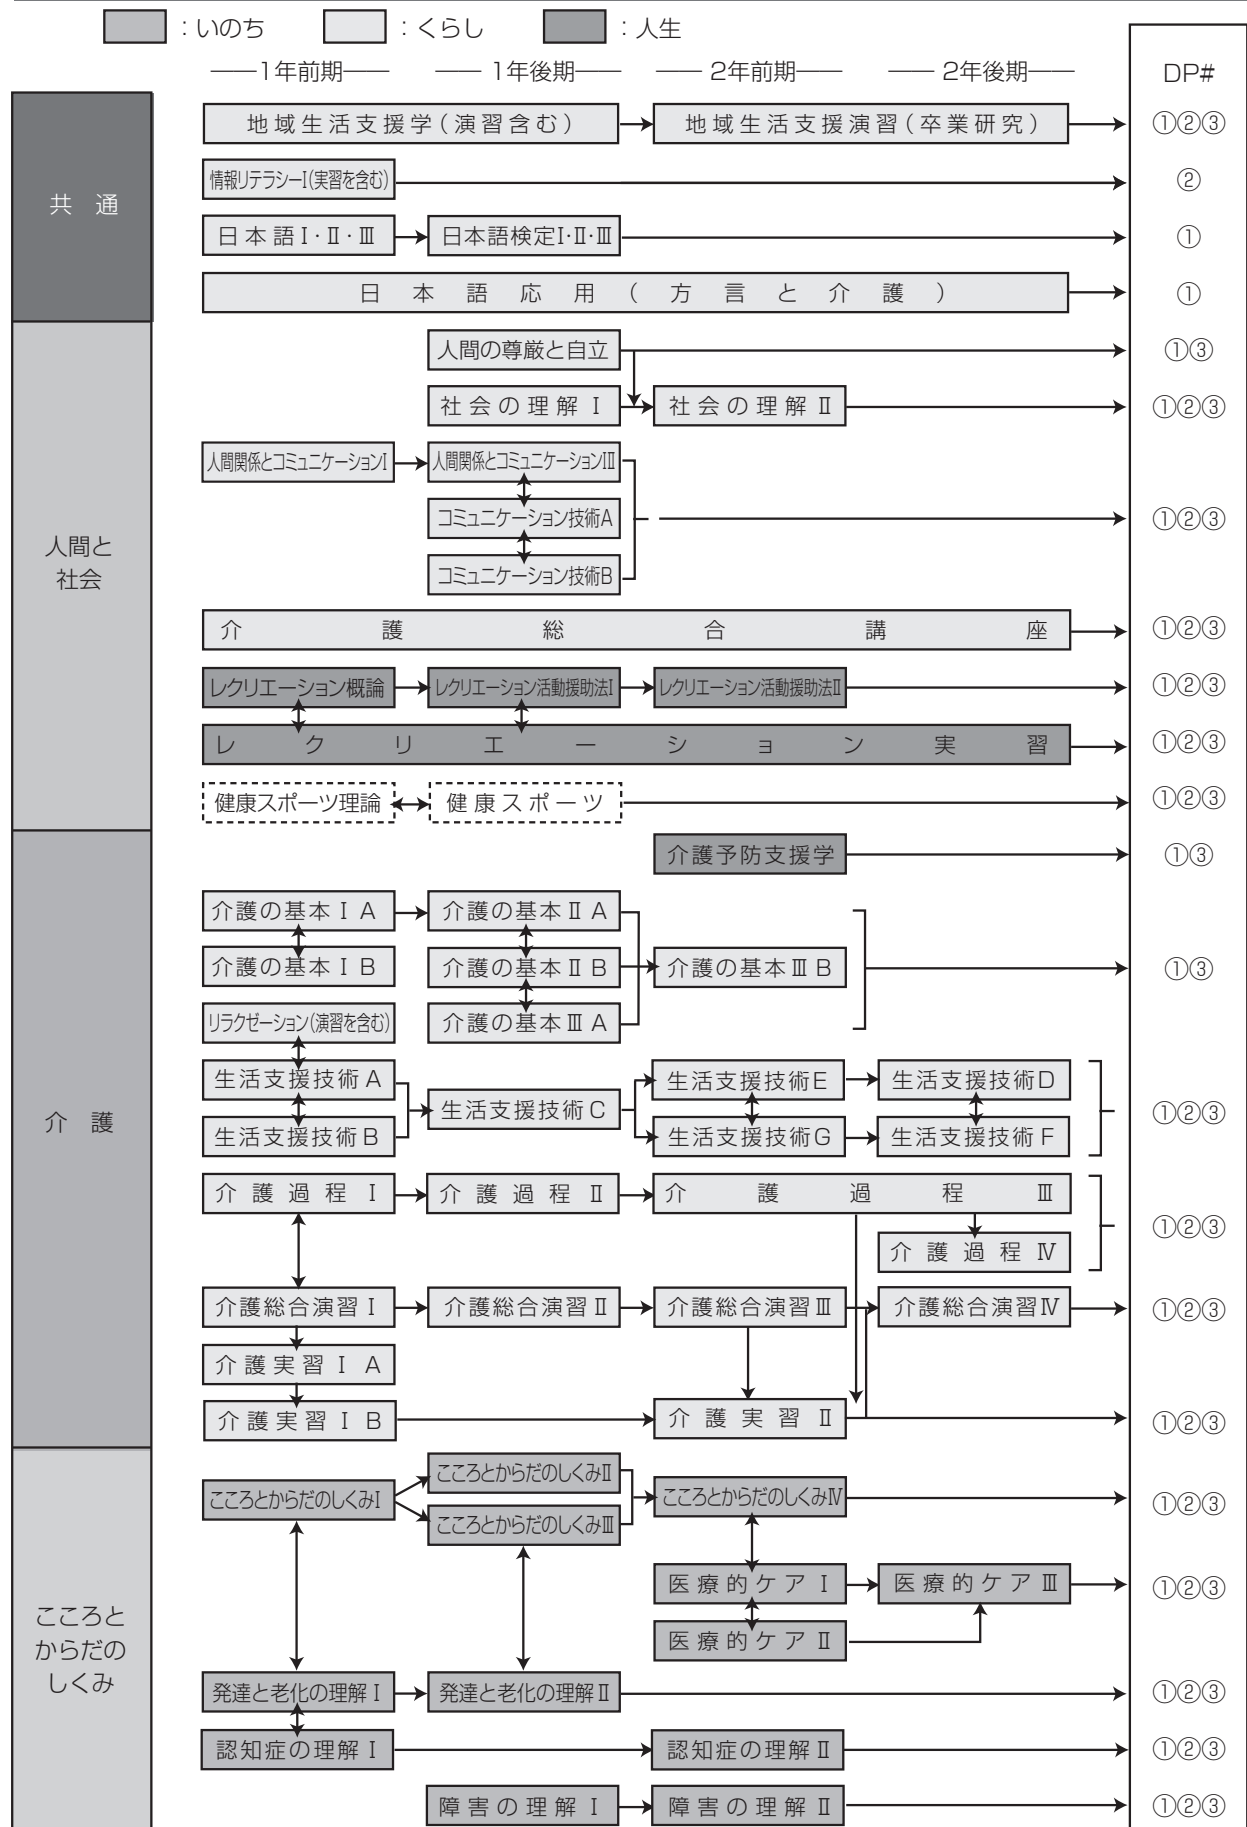 ：いのち ：くらし ：人生
1年前期 1年後期 2年前期 2年後期 DP#
共通
地域生活支援学(演習含む) 地域生活支援演習(卒業研究) ①②③
情報リテラシーⅠ(実習を含む) ②
日本語Ⅰ・Ⅱ・Ⅲ 日本語検定Ⅰ・Ⅱ・Ⅲ ①
日本語応用(方言と介護) ①
人間と
社会
人間の尊厳と自立 ①③
社会の理解Ⅰ 社会の理解Ⅱ ①②③
人間関係とコミュニケーションⅠ 人間関係とコミュニケーションⅡ
コミュニケーション技術A ①②③
コミュニケーション技術B
介護総合講座 ①②③
レクリエーション概論 レクリエーション活動援助法Ⅰ レクリエーション活動援助法Ⅱ ①②③
レクリエーション実習 ①②③
健康スポーツ理論 健康スポーツ ①②③
介護
介護予防支援学 ①③
介護の基本ⅠA 介護の基本ⅡA
介護の基本ⅠB 介護の基本ⅡB 介護の基本ⅢB ①③
リラクゼーション(演習を含む) 介護の基本ⅢA
生活支援技術A 生活支援技術E 生活支援技術D
生活支援技術C ①②③
生活支援技術B 生活支援技術G 生活支援技術F
介護過程Ⅰ 介護過程Ⅱ 介護過程Ⅲ
①②③
介護過程Ⅳ
介護総合演習Ⅰ 介護総合演習Ⅱ 介護総合演習Ⅲ 介護総合演習Ⅳ ①②③
介護実習ⅠA
介護実習ⅠB 介護実習Ⅱ ①②③
こころと
からだの
しくみ
こころとからだのしくみⅡ
こころとからだのしくみⅠ こころとからだのしくみⅣ ①②③
こころとからだのしくみⅢ
医療的ケアⅠ 医療的ケアⅢ ①②③
医療的ケアⅡ
発達と老化の理解Ⅰ 発達と老化の理解Ⅱ ①②③
認知症の理解Ⅰ 認知症の理解Ⅱ ①②③
障害の理解Ⅰ 障害の理解Ⅱ ①②③